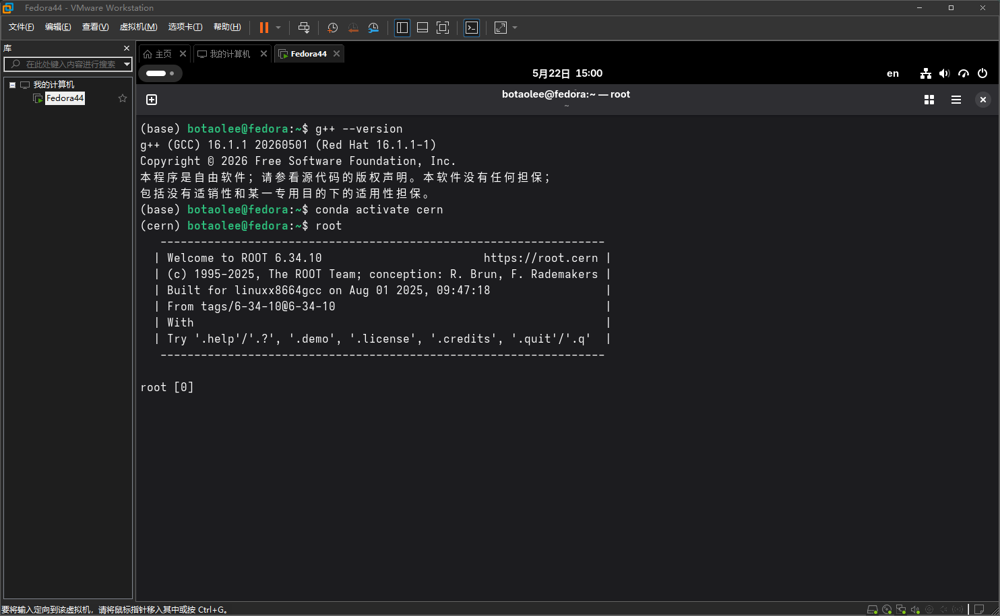 Fedora44 - VMware Workstation
文件(F) 编辑(E) 查看(V) 虚拟机(M) 选项卡(T) 帮助(H)
库
主页 我的计算机 Fedora44
在此处键入内容进行搜索
我的计算机
Fedora44
5月22日 15:00
en
botaolee@fedora:~ — root
~
(base) botaolee@fedora:~$ g++ --version
g++ (GCC) 16.1.1 20260501 (Red Hat 16.1.1-1)
Copyright © 2026 Free Software Foundation, Inc.
本程序是自由软件；请参看源代码的版权声明。本软件没有任何担保；
包括没有适销性和某一专用目的下的适用性担保。
(base) botaolee@fedora:~$ conda activate cern
(cern) botaolee@fedora:~$ root
------------------------------------------------------------------
| Welcome to ROOT 6.34.10                        https://root.cern |
| (c) 1995-2025, The ROOT Team; conception: R. Brun, F. Rademakers |
| Built for linuxx8664gcc on Aug 01 2025, 09:47:18                 |
| From tags/6-34-10@6-34-10                                        |
| With                                                             |
| Try '.help'/'.?', '.demo', '.license', '.credits', '.quit'/'.q'  |
------------------------------------------------------------------
root [0]
要将输入定向到该虚拟机，请将鼠标指针移入其中或按 Ctrl+G。